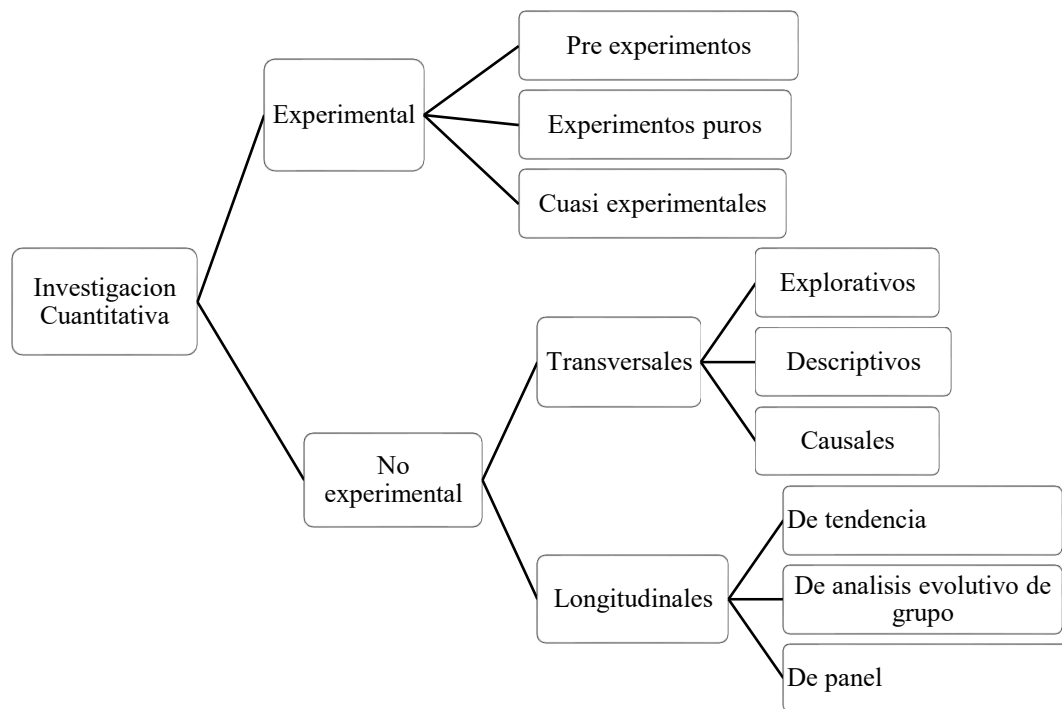 Investigacion
Cuantitativa
Experimental
Pre experimentos
Experimentos puros
Cuasi experimentales
No
experimental
Transversales
Explorativos
Descriptivos
Causales
Longitudinales
De tendencia
De analisis evolutivo de
grupo
De panel